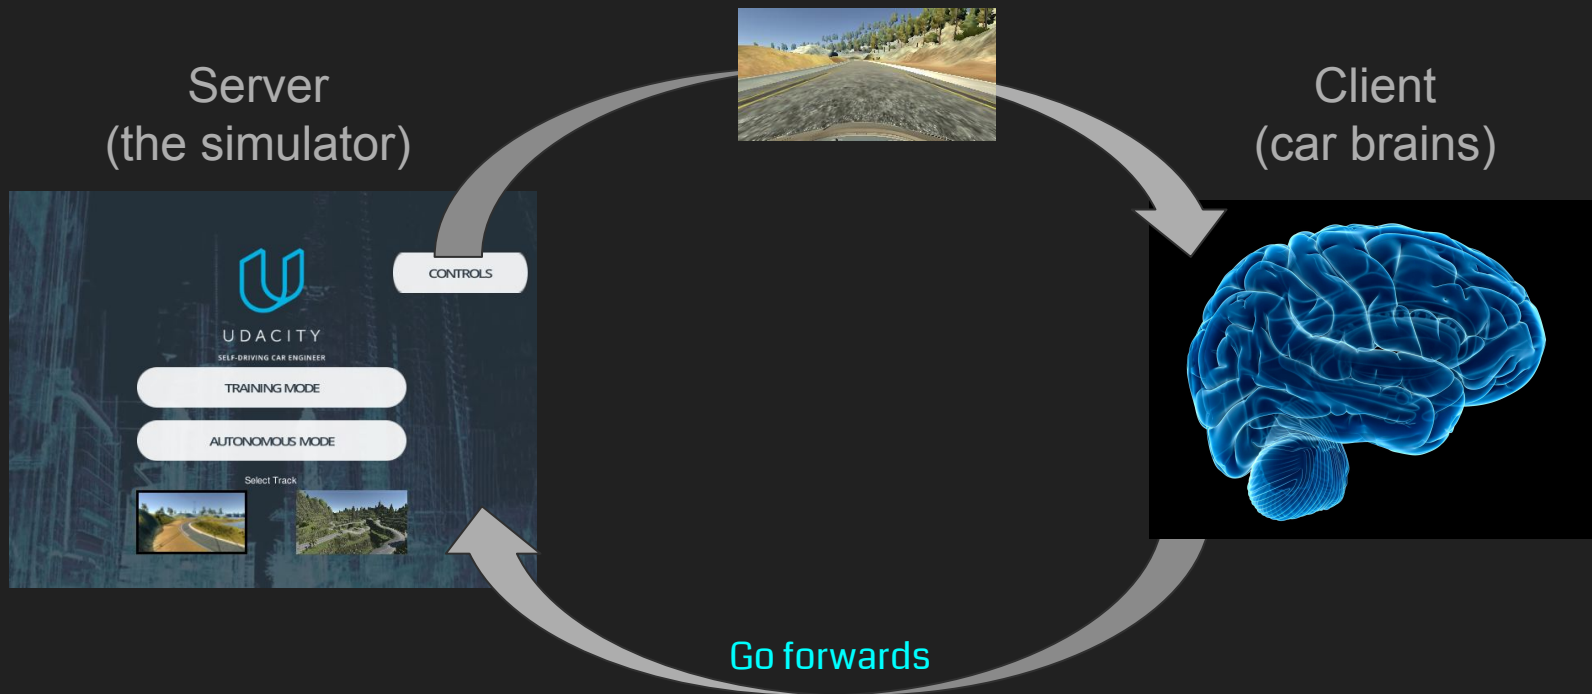 Server
(the simulator)
Client
(car brains)
CONTROLS
UDACITY
SELF-DRIVING CAR ENGINEER
TRAINING MODE
AUTONOMOUS MODE
Select Track
Go forwards